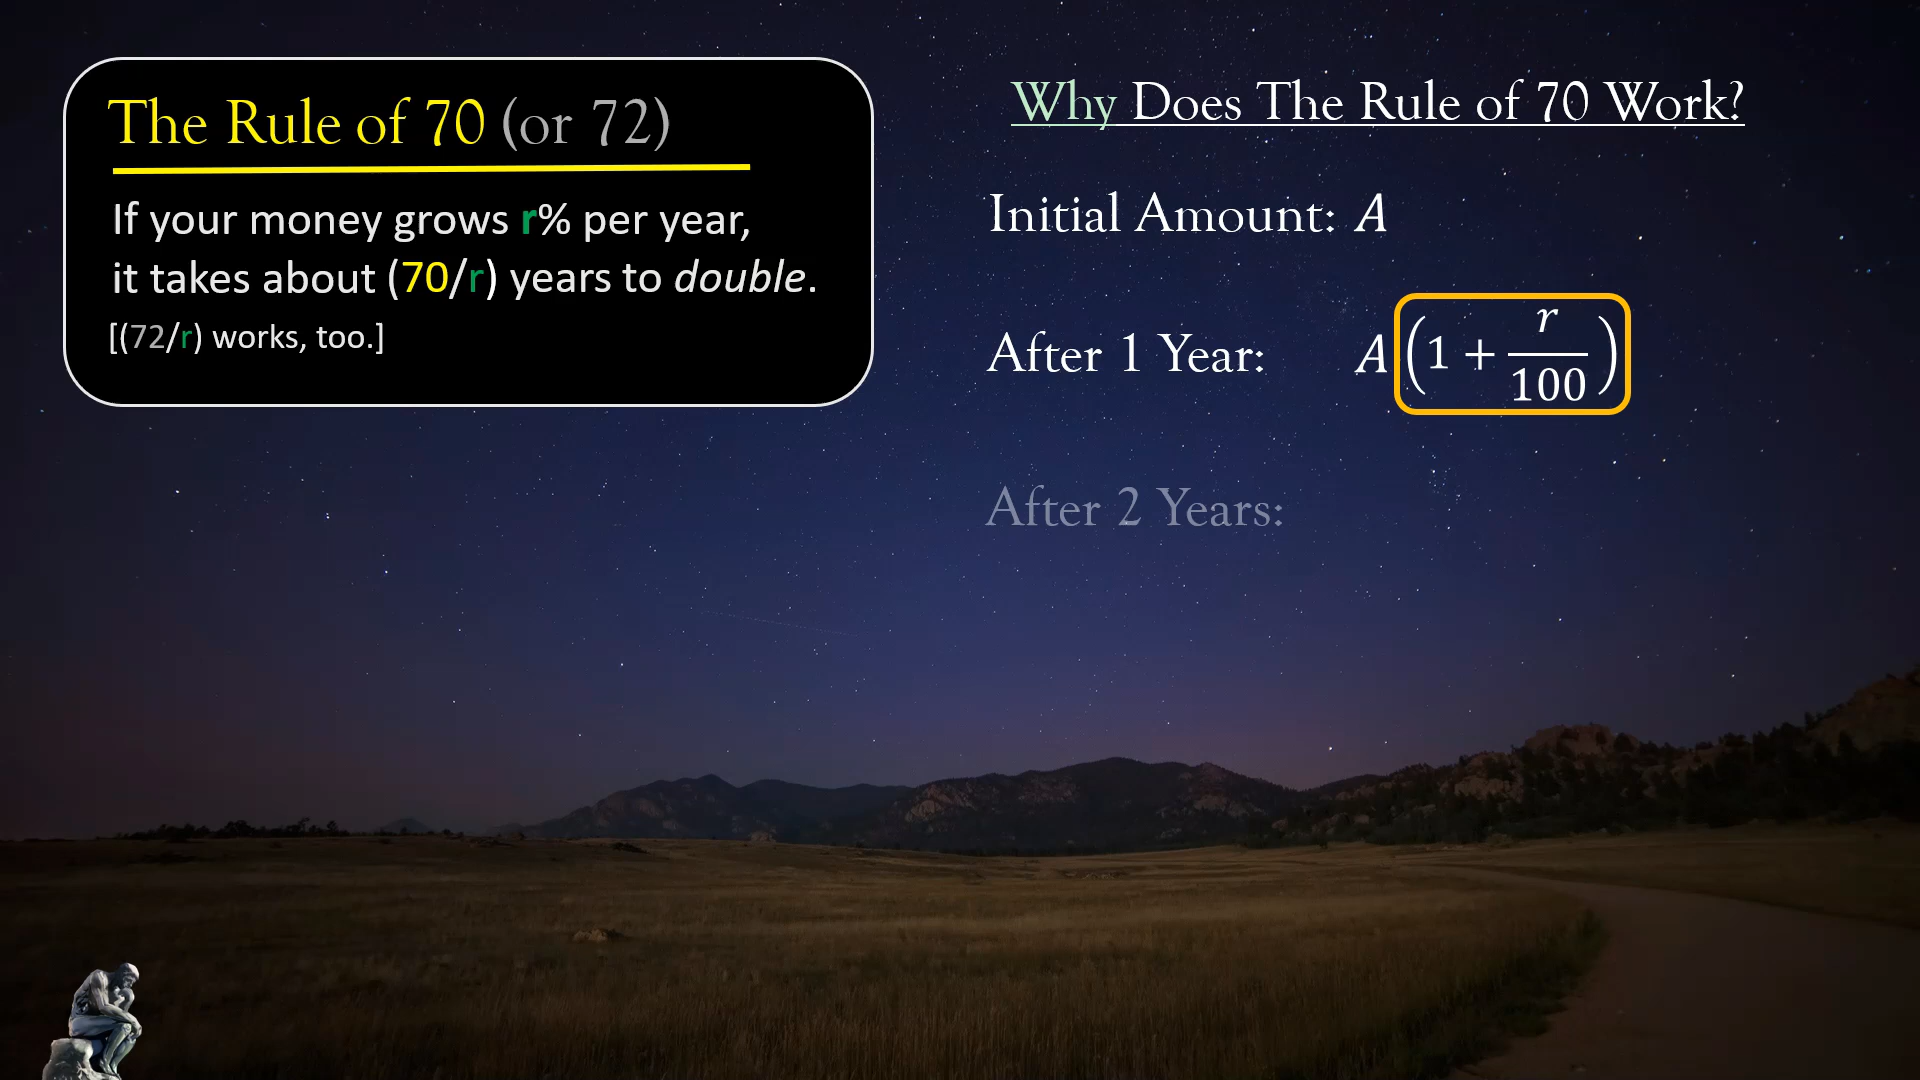 The Rule of 70 (or 72)
If your money grows r% per year,
it takes about (70/r) years to double.
[(72/r) works, too.]
Why Does The Rule of 70 Work?
Initial Amount: A
After 1 Year: A(1 + r/100)
After 2 Years: